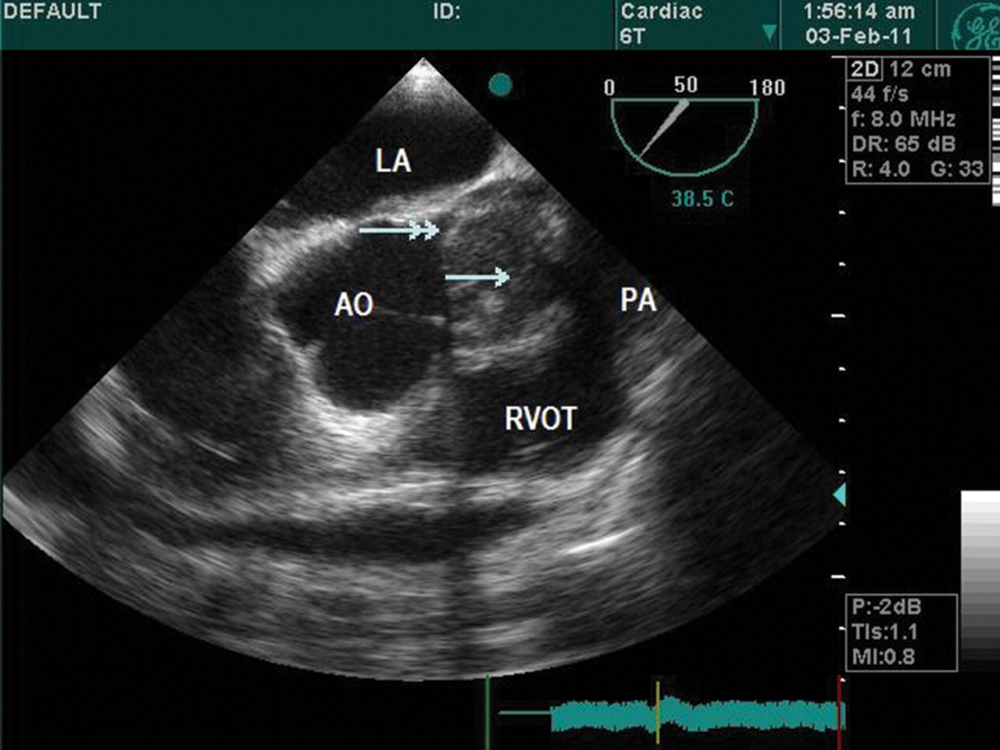 DEFAULT
ID:
Cardiac
6T
1:56:14 am
03-Feb-11
GE
2D 12 cm
44 f/s
f: 8.0 MHz
DR: 65 dB
R: 4.0 G: 33
0 50 180
38.5 C
LA
AO
PA
RVOT
P:-2dB
TIs:1.1
MI:0.8